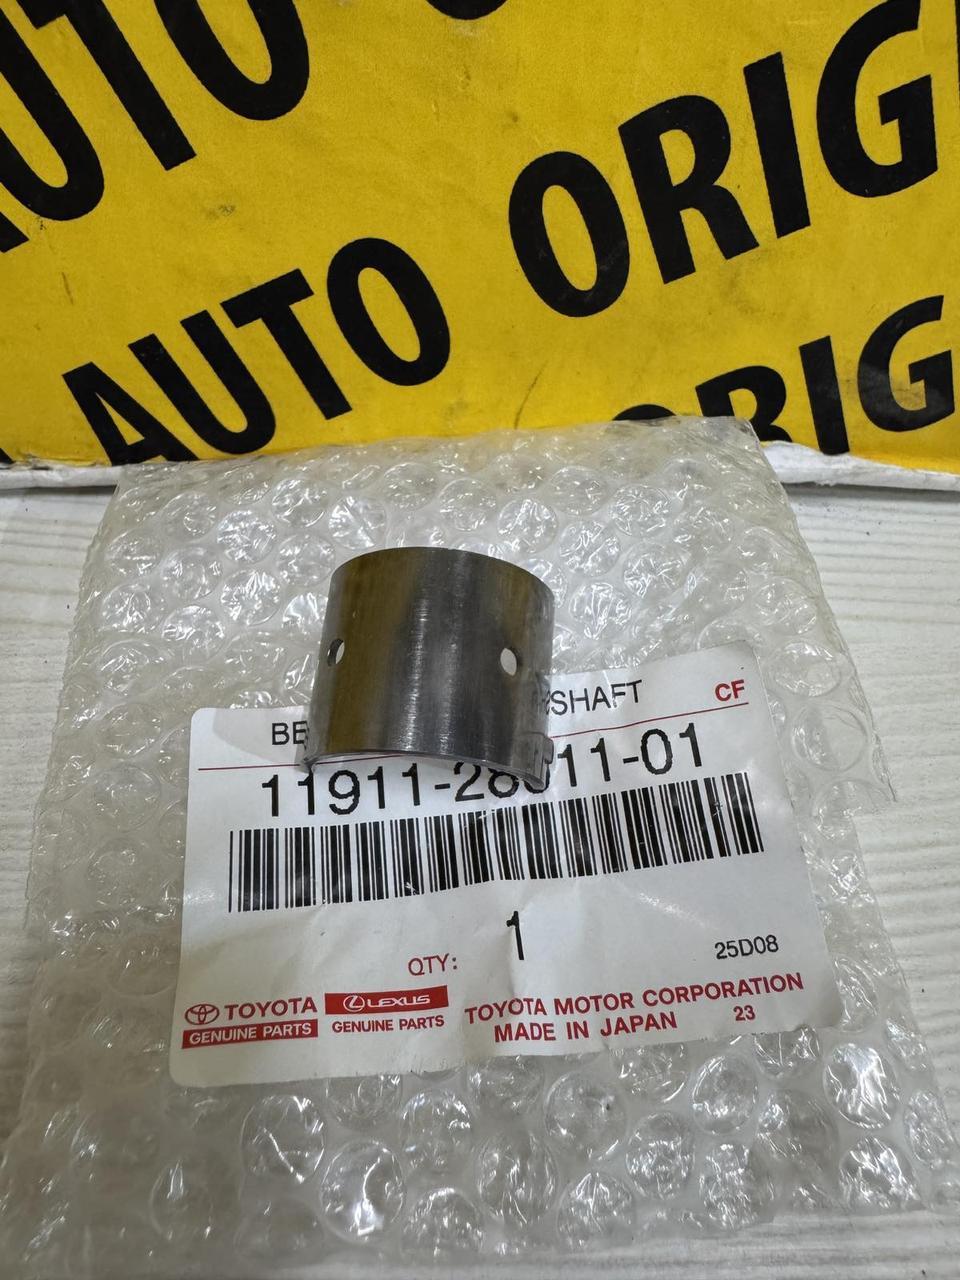 AUTO
AUTO ORIG
ORIG
SHAFT CF
1
QTY:
25D08
TOYOTA
GENUINE PARTS
LEXUS
GENUINE PARTS
TOYOTA MOTOR CORPORATION
MADE IN JAPAN 23